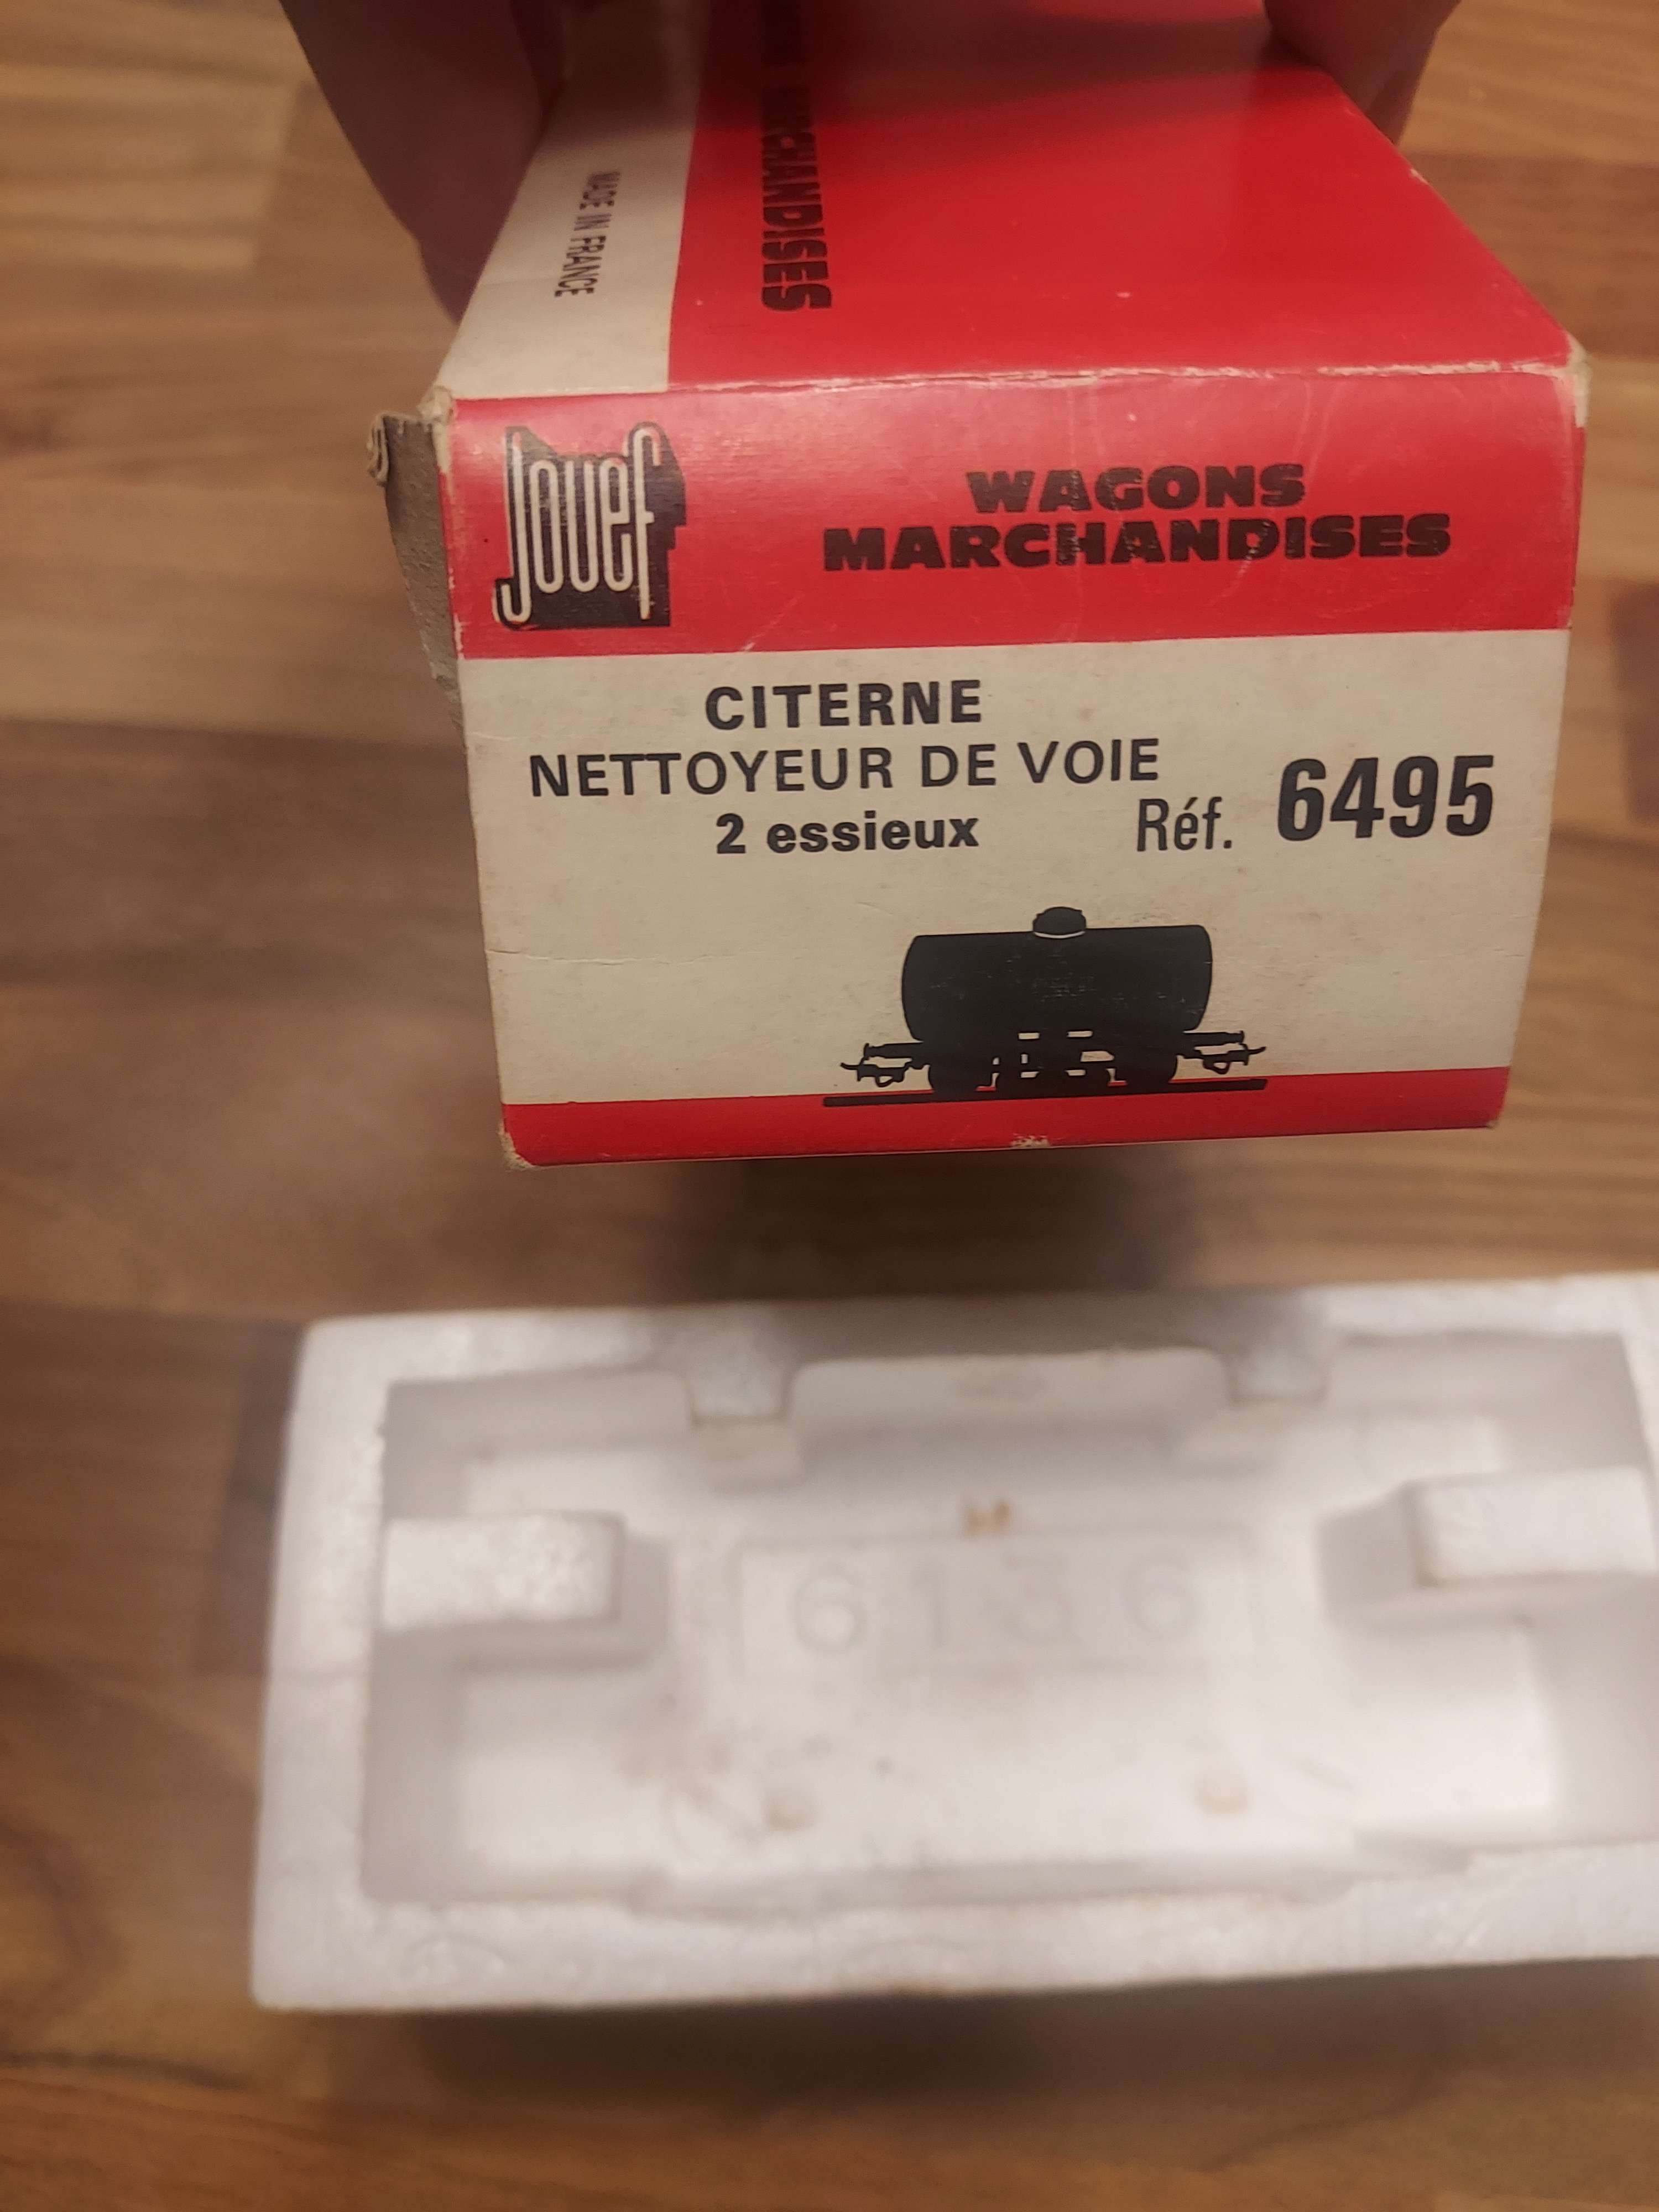 MARCHANDISES
MADE IN FRANCE
Jouef
WAGONS
MARCHANDISES
CITERNE
NETTOYEUR DE VOIE
2 essieux
Réf. 6495
6136